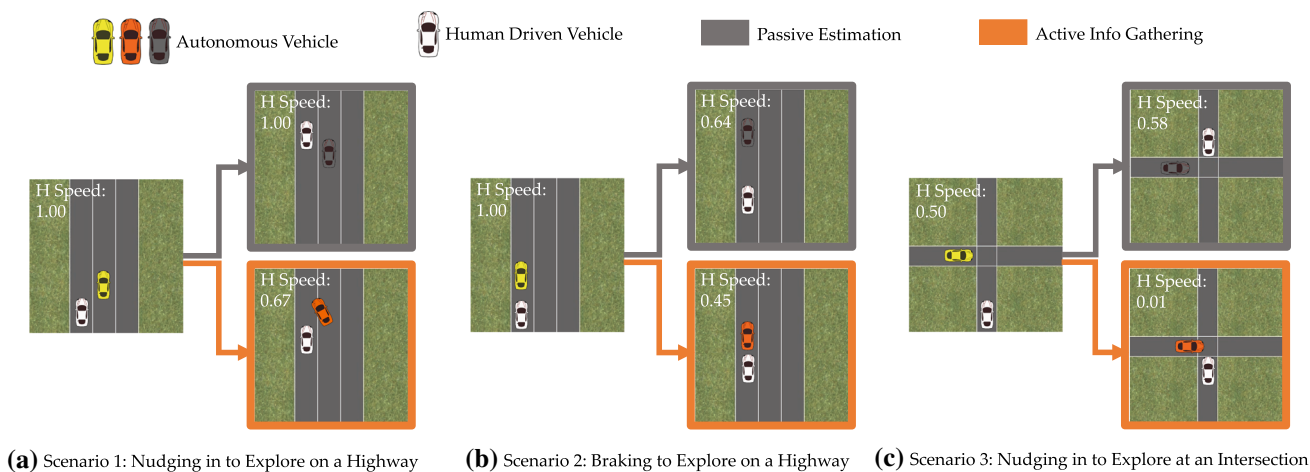 Autonomous Vehicle
Human Driven Vehicle
Passive Estimation
Active Info Gathering
H Speed:
1.00
H Speed:
1.00
H Speed:
0.67
H Speed:
1.00
H Speed:
0.64
H Speed:
0.45
H Speed:
0.50
H Speed:
0.58
H Speed:
0.01
(a) Scenario 1: Nudging in to Explore on a Highway
(b) Scenario 2: Braking to Explore on a Highway
(c) Scenario 3: Nudging in to Explore at an Intersection